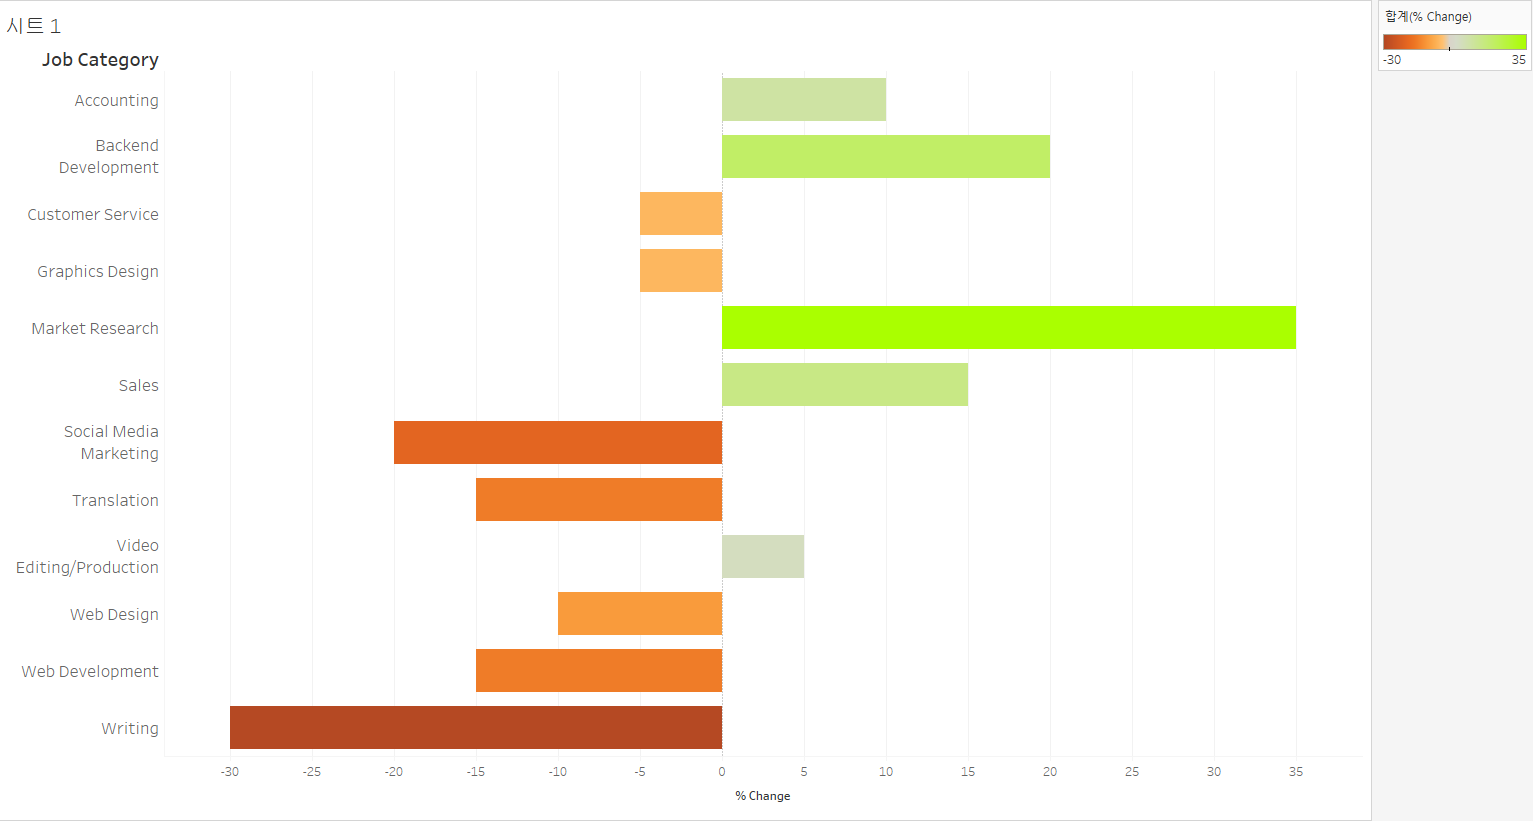 시트 1
Job Category
Accounting
Backend
Development
Customer Service
Graphics Design
Market Research
Sales
Social Media
Marketing
Translation
Video
Editing/Production
Web Design
Web Development
Writing
-30 -25 -20 -15 -10 -5 0 5 10 15 20 25 30 35
% Change
합계(% Change)
-30 35